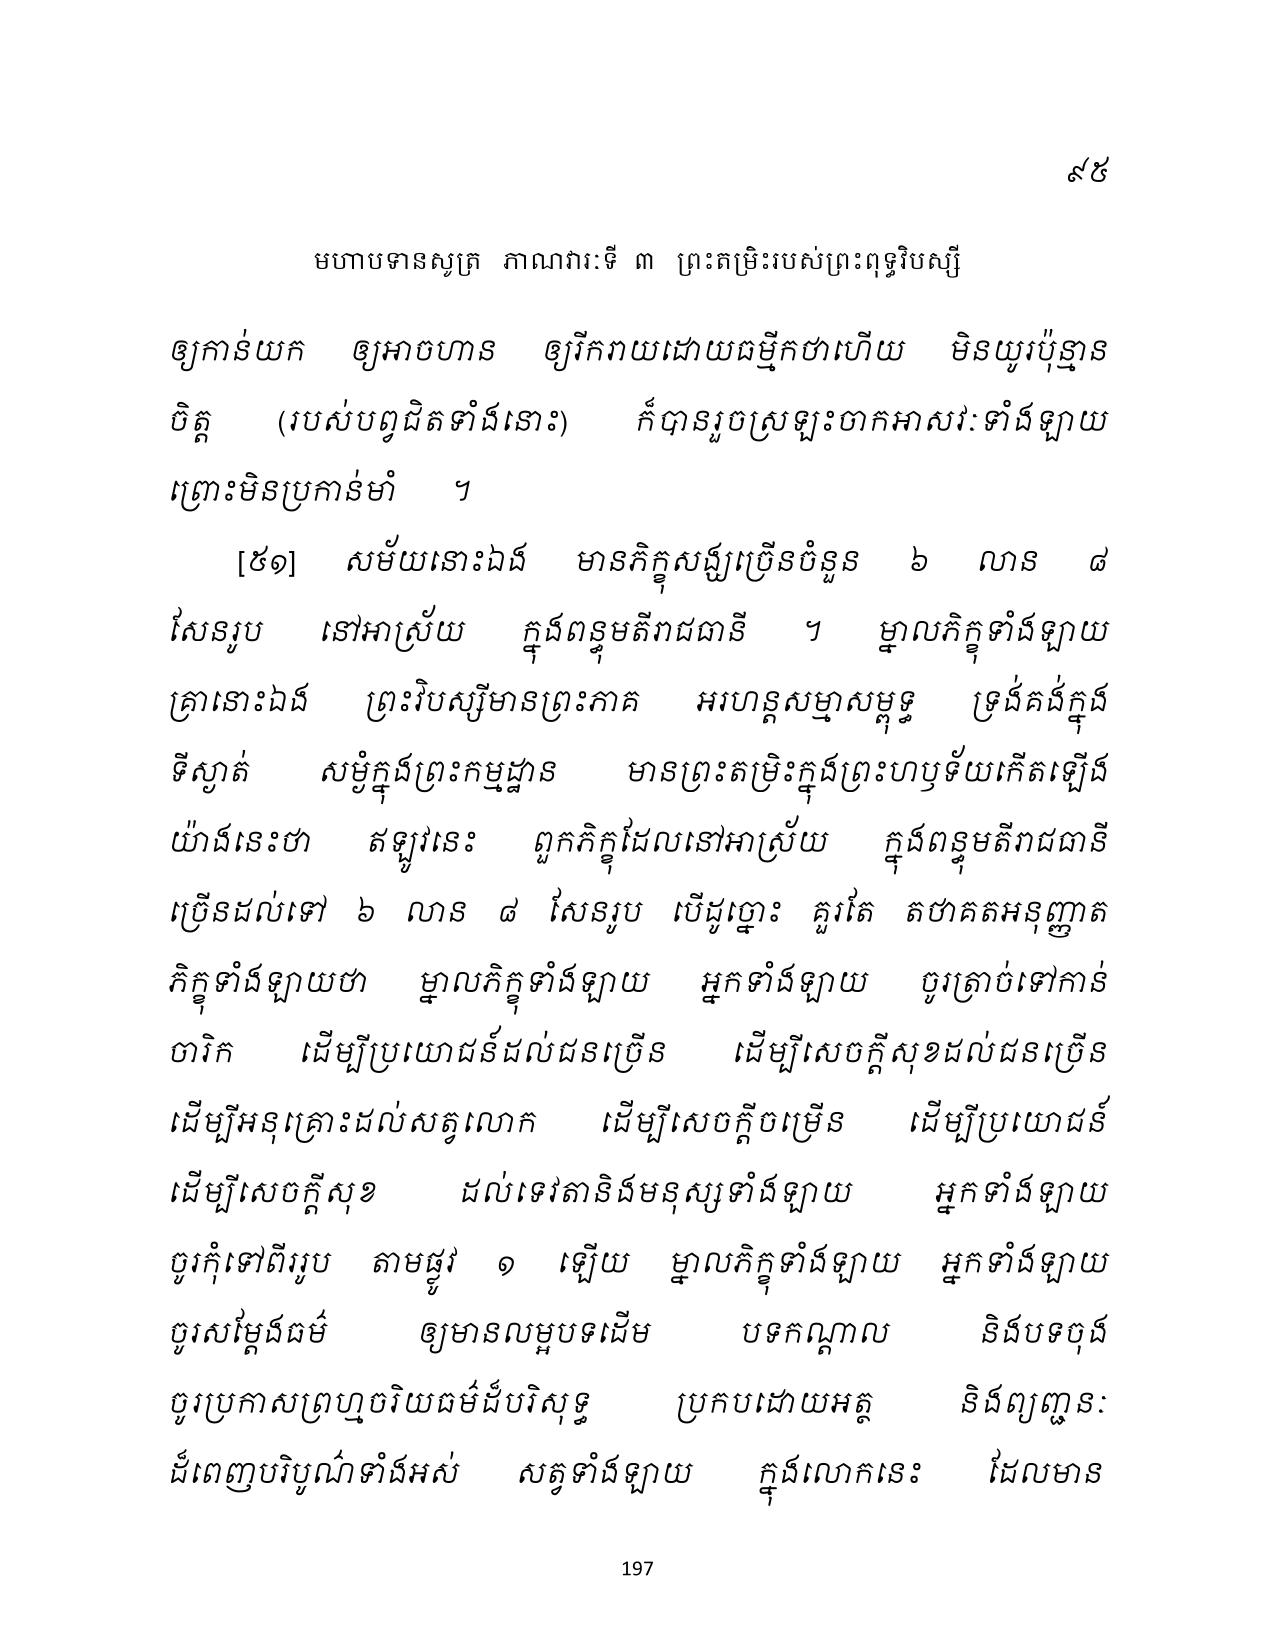 ៩៥
មហាបទានសូត្រ ភាណវារៈទី ៣ ព្រះតម្រិះរបស់ព្រះពុទ្ធវិបស្សី
ឲ្យកាន់យក ឲ្យអាចហាន ឲ្យរីករាយដោយធម្មីកថាហើយ មិនយូរប៉ុន្មាន
ចិត្ត (របស់បព្វជិតទាំងនោះ) ក៏បានរួចស្រឡះចាកអាសវៈទាំងឡាយ
ព្រោះមិនប្រកាន់មាំ ។
[៥១] សម័យនោះឯង មានភិក្ខុសង្ឃច្រើនចំនួន ៦ លាន ៨
សែនរូប នៅអាស្រ័យ ក្នុងពន្ធុមតីរាជធានី ។ ម្នាលភិក្ខុទាំងឡាយ
គ្រានោះឯង ព្រះវិបស្សីមានព្រះភាគ អរហន្តសម្មាសម្ពុទ្ធ ទ្រង់គង់ក្នុង
ទីស្ងាត់ សម្ងំក្នុងព្រះកម្មដ្ឋាន មានព្រះតម្រិះក្នុងព្រះហឫទ័យកើតឡើង
យ៉ាងនេះថា ឥឡូវនេះ ពួកភិក្ខុដែលនៅអាស្រ័យ ក្នុងពន្ធុមតីរាជធានី
ច្រើនដល់ទៅ ៦ លាន ៨ សែនរូប បើដូច្នោះ គួរតែ តថាគតអនុញ្ញាត
ភិក្ខុទាំងឡាយថា ម្នាលភិក្ខុទាំងឡាយ អ្នកទាំងឡាយ ចូរត្រាច់ទៅកាន់
ចារិក ដើម្បីប្រយោជន៍ដល់ជនច្រើន ដើម្បីសេចក្តីសុខដល់ជនច្រើន
ដើម្បីអនុគ្រោះដល់សត្វលោក ដើម្បីសេចក្តីចម្រើន ដើម្បីប្រយោជន៍
ដើម្បីសេចក្តីសុខ ដល់ទេវតានិងមនុស្សទាំងឡាយ អ្នកទាំងឡាយ
ចូរកុំទៅពីររូប តាមផ្លូវ ១ ឡើយ ម្នាលភិក្ខុទាំងឡាយ អ្នកទាំងឡាយ
ចូរសម្តែងធម៌ ឲ្យមានលម្អបទដើម បទកណ្តាល និងបទចុង
ចូរប្រកាសព្រហ្មចរិយធម៌ដ៏បរិសុទ្ធ ប្រកបដោយអត្ថ និងព្យញ្ជនៈ
ដ៏ពេញបរិបូណ៌ទាំងអស់ សត្វទាំងឡាយ ក្នុងលោកនេះ ដែលមាន
197